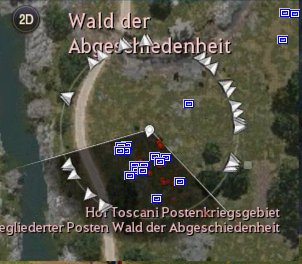 2D
Wald der
Abgeschiedenheit
Hof Toscani Postenkriegsgebiet
egliederter Posten Wald der Abgeschiedenheit